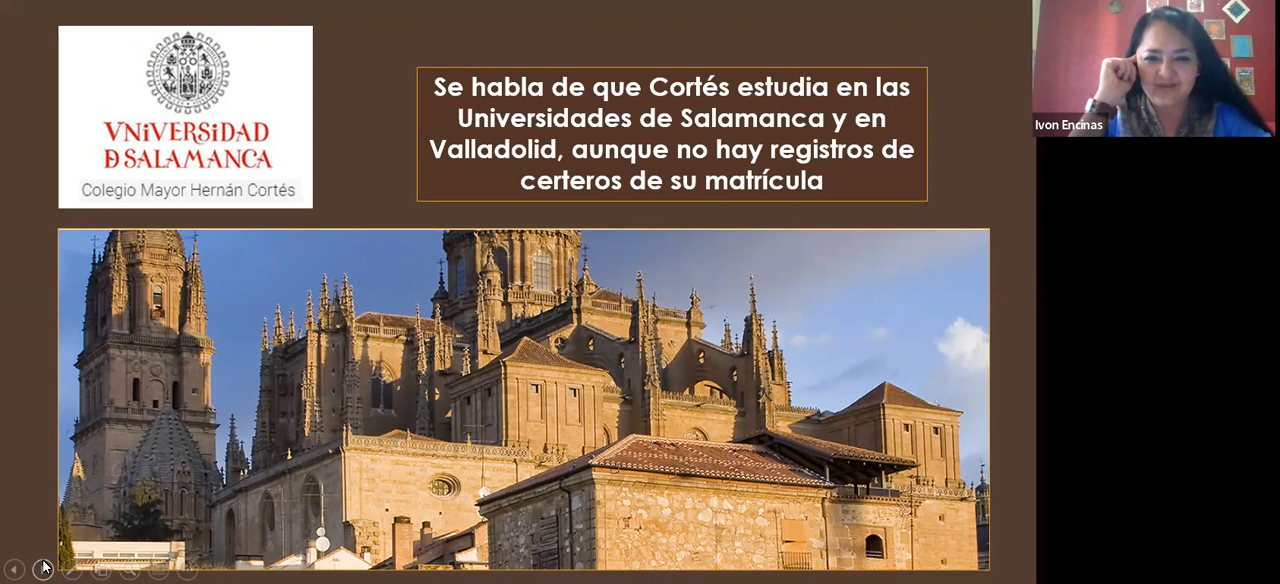 VNiVERSiDAD
Ð SALAMANCA
Colegio Mayor Hernán Cortés
Se habla de que Cortés estudia en las
Universidades de Salamanca y en
Valladolid, aunque no hay registros de
certeros de su matrícula
Ivon Encinas